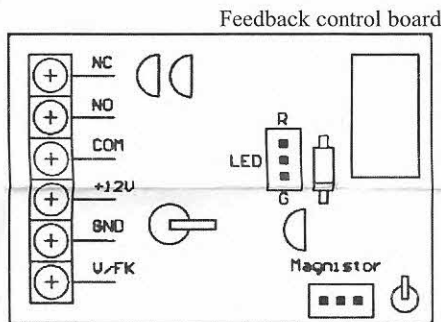 Feedback control board
NC
NO
COM
+12V
GND
V/FK
R
LED
G
Magnistor